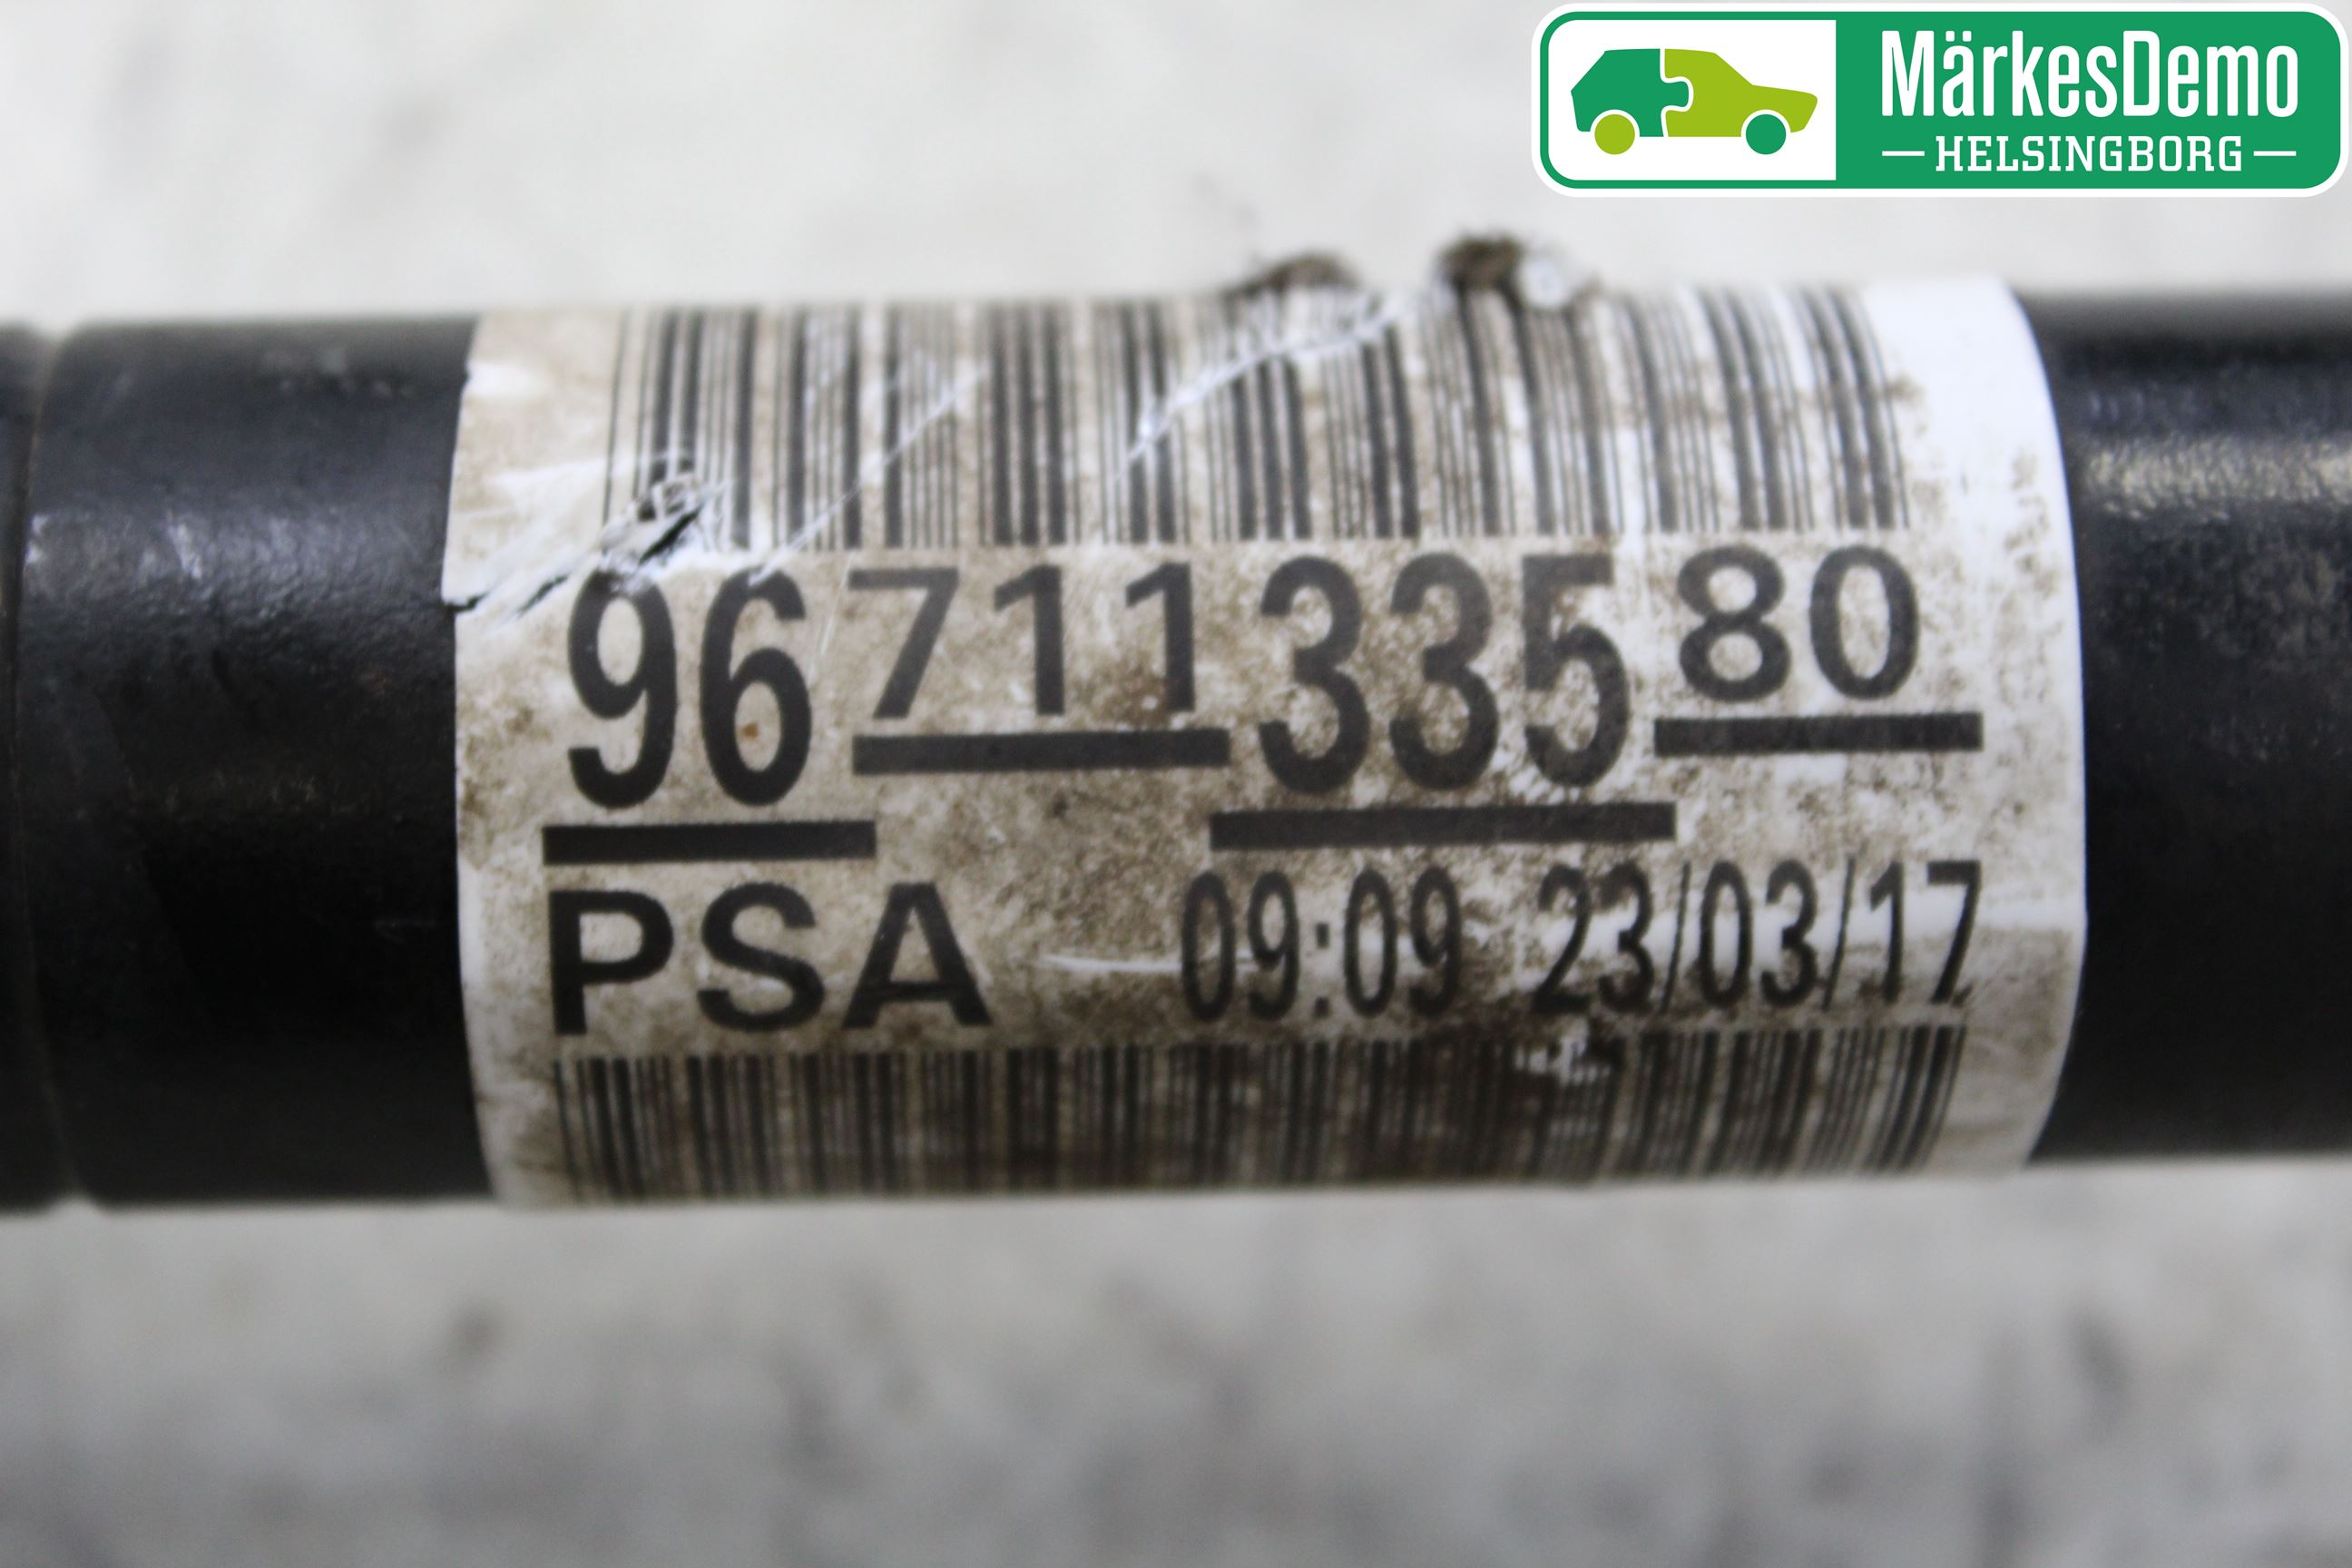 MärkesDemo
HELSINGBORG
9671133580
PSA 09:09 23/03/17